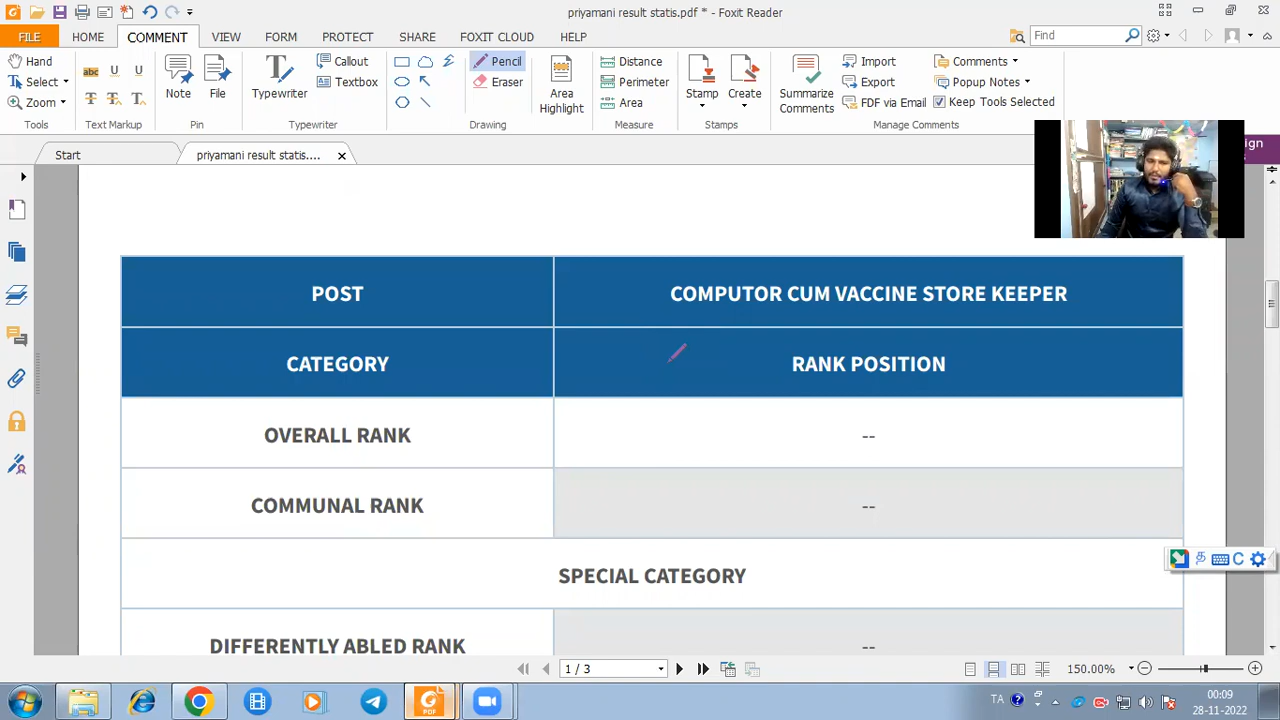 priyamani result statis.pdf * - Foxit Reader
FILE HOME COMMENT VIEW FORM PROTECT SHARE FOXIT CLOUD HELP Find
Hand
Select
Zoom
Tools
abc U U
T T T
Text Markup
Note
File
Pin
Typewriter
Callout
Textbox
Typewriter
Pencil
Eraser
Drawing
Area Highlight
Distance
Perimeter
Area
Measure
Stamp
Create
Stamps
Summarize Comments
Import
Export
FDF via Email
Comments
Popup Notes
Keep Tools Selected
Manage Comments
ign
Start
priyamani result statis....
POST COMPUTOR CUM VACCINE STORE KEEPER
CATEGORY RANK POSITION
OVERALL RANK --
COMMUNAL RANK --
SPECIAL CATEGORY
DIFFERENTLY ABLED RANK --
C
1 / 3
150.00%
PDF
TA
00:09
28-11-2022